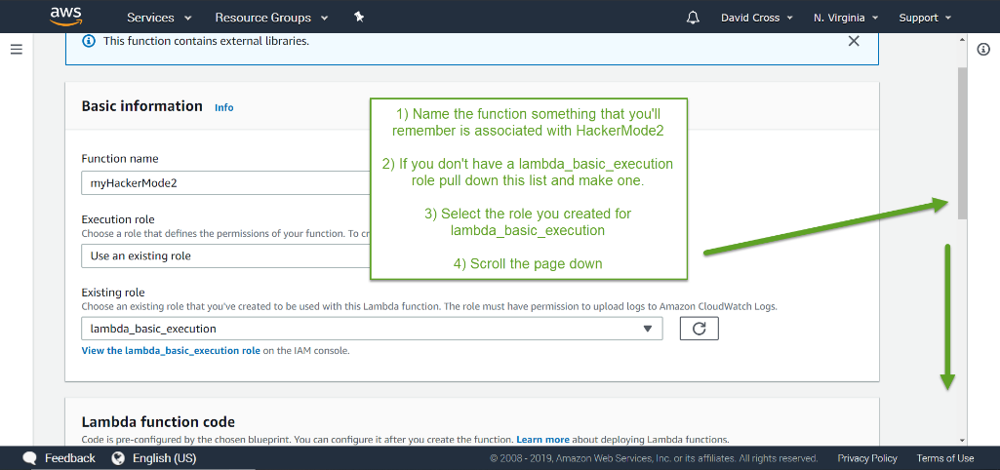 aws
Services
Resource Groups
David Cross
N. Virginia
Support
This function contains external libraries.
Basic information Info
1) Name the function something that you'll
remember is associated with HackerMode2
2) If you don't have a lambda_basic_execution
role pull down this list and make one.
3) Select the role you created for
lambda_basic_execution
4) Scroll the page down
Function name
myHackerMode2
Execution role
Choose a role that defines the permissions of your function. To cr
Use an existing role
Existing role
Choose an existing role that you've created to be used with this Lambda function. The role must have permission to upload logs to Amazon CloudWatch Logs.
lambda_basic_execution
View the lambda_basic_execution role on the IAM console.
Lambda function code
Code is pre-configured by the chosen blueprint. You can configure it after you create the function. Learn more about deploying Lambda functions.
Feedback
English (US)
© 2008 - 2019, Amazon Web Services, Inc. or its affiliates. All rights reserved.
Privacy Policy
Terms of Use